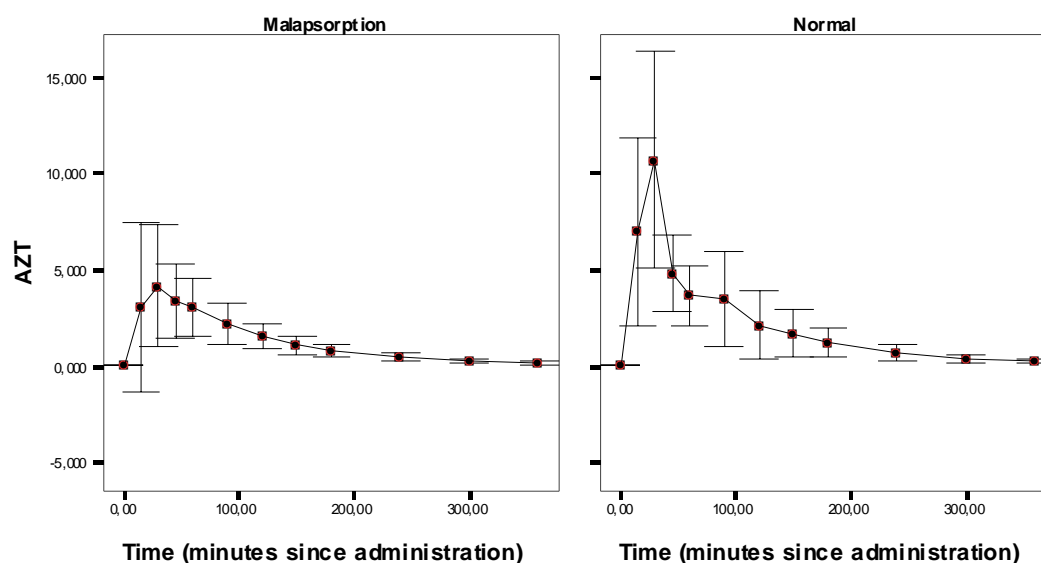 Malapsorption
Normal
15,000
10,000
5,000
0,000
-5,000
AZT
0,00
100,00
200,00
300,00
0,00
100,00
200,00
300,00
Time (minutes since administration)
Time (minutes since administration)